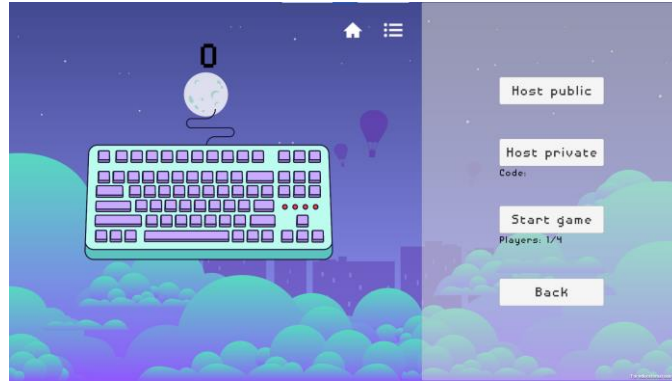 0
Host public
Host private
Code:
Start game
Players: 1/4
Back